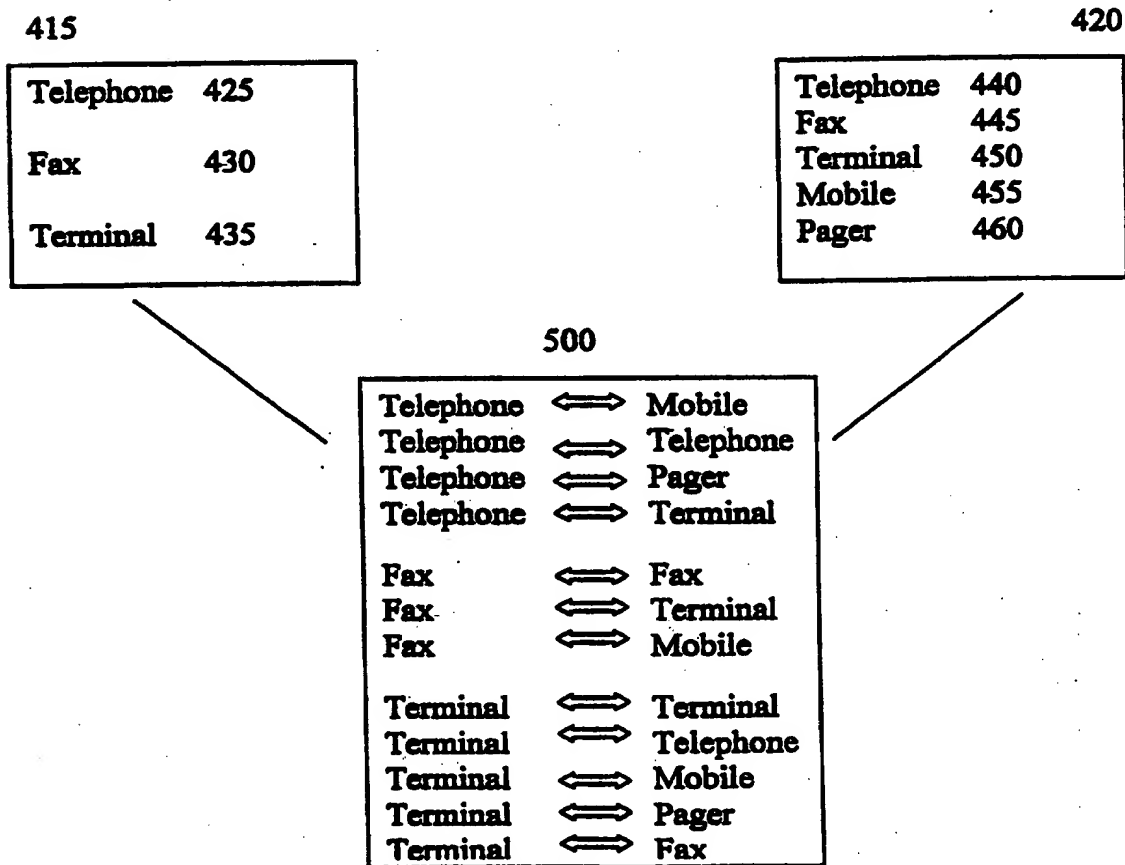 415
420
Telephone 425
Fax 430
Terminal 435
Telephone 440
Fax 445
Terminal 450
Mobile 455
Pager 460
500
Telephone ⇔ Mobile
Telephone ⇔ Telephone
Telephone ⇔ Pager
Telephone ⇔ Terminal
Fax ⇔ Fax
Fax ⇔ Terminal
Fax ⇔ Mobile
Terminal ⇔ Terminal
Terminal ⇔ Telephone
Terminal ⇔ Mobile
Terminal ⇔ Pager
Terminal ⇔ Fax